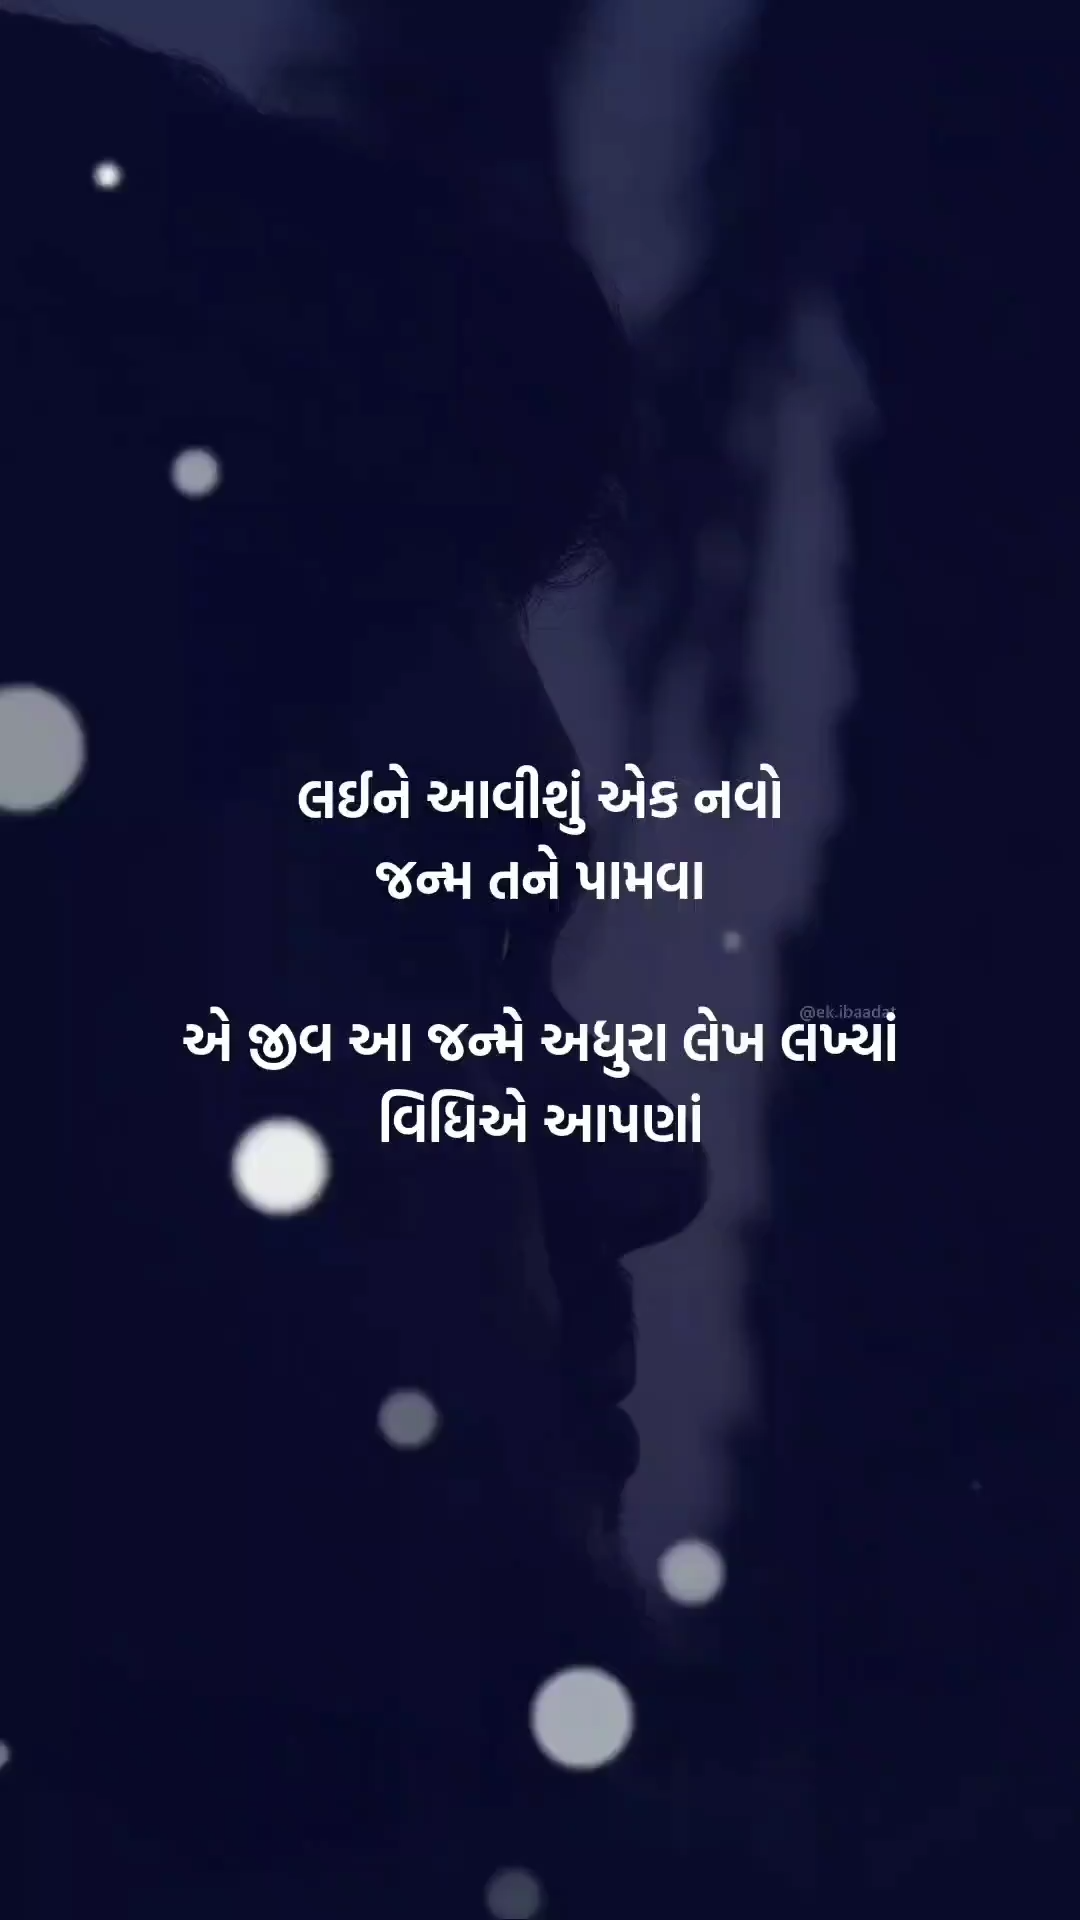 લઈને આવીશું એક નવો
જન્મ તને પામવા
@ek.ibaadat
એ જીવ આ જન્મે અધુરા લેખ લખ્યાં
વિધિએ આપણાં